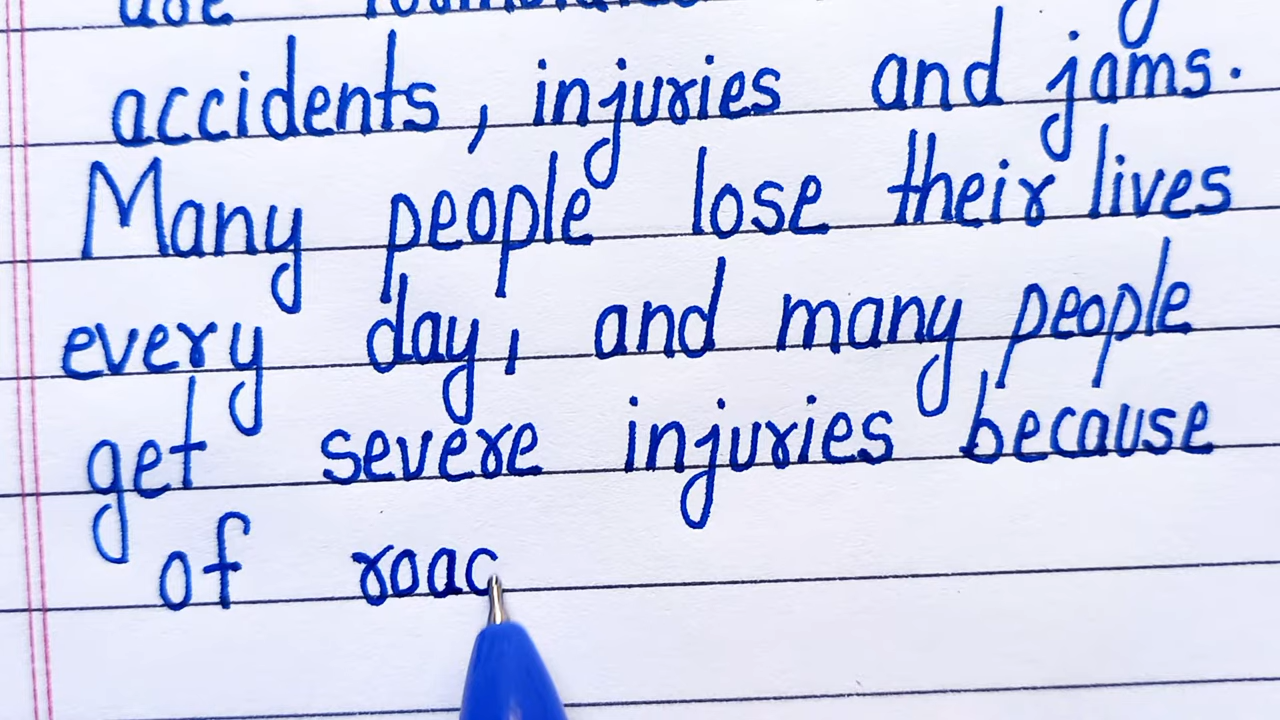 accidents, injuries and jams.
Many people lose their lives
every day, and many people
get severe injuries because
of roac